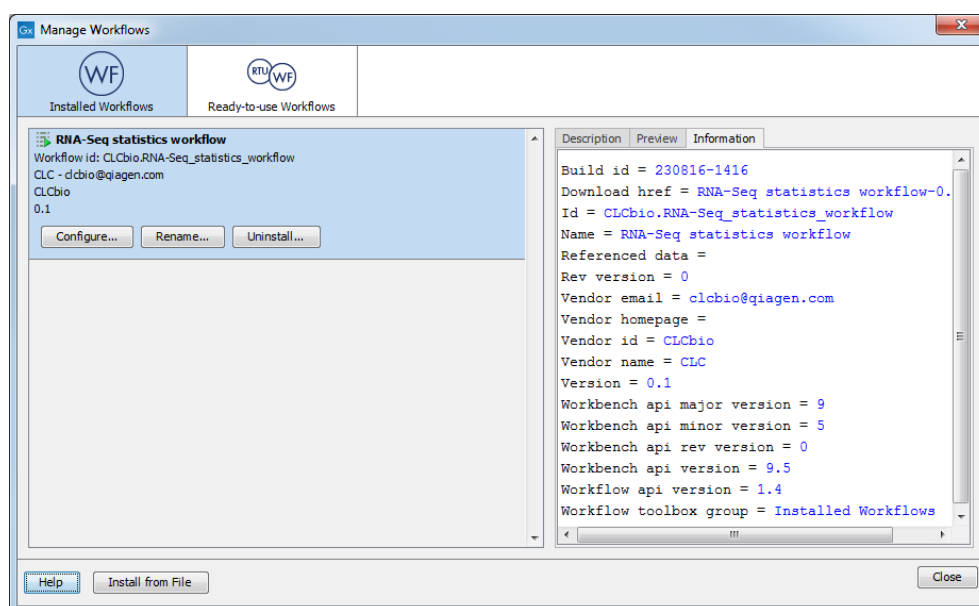 Gx Manage Workflows
WF
Installed Workflows
RTU WF
Ready-to-use Workflows
RNA-Seq statistics workflow
Workflow id: CLCbio.RNA-Seq_statistics_workflow
CLC - clcbio@qiagen.com
CLCbio
0.1
Configure... Rename... Uninstall...
Description Preview Information
Build id = 230816-1416
Download href = RNA-Seq statistics workflow-0.
Id = CLCbio.RNA-Seq_statistics_workflow
Name = RNA-Seq statistics workflow
Referenced data =
Rev version = 0
Vendor email = clcbio@qiagen.com
Vendor homepage =
Vendor id = CLCbio
Vendor name = CLC
Version = 0.1
Workbench api major version = 9
Workbench api minor version = 5
Workbench api rev version = 0
Workbench api version = 9.5
Workflow api version = 1.4
Workflow toolbox group = Installed Workflows
Help Install from File Close